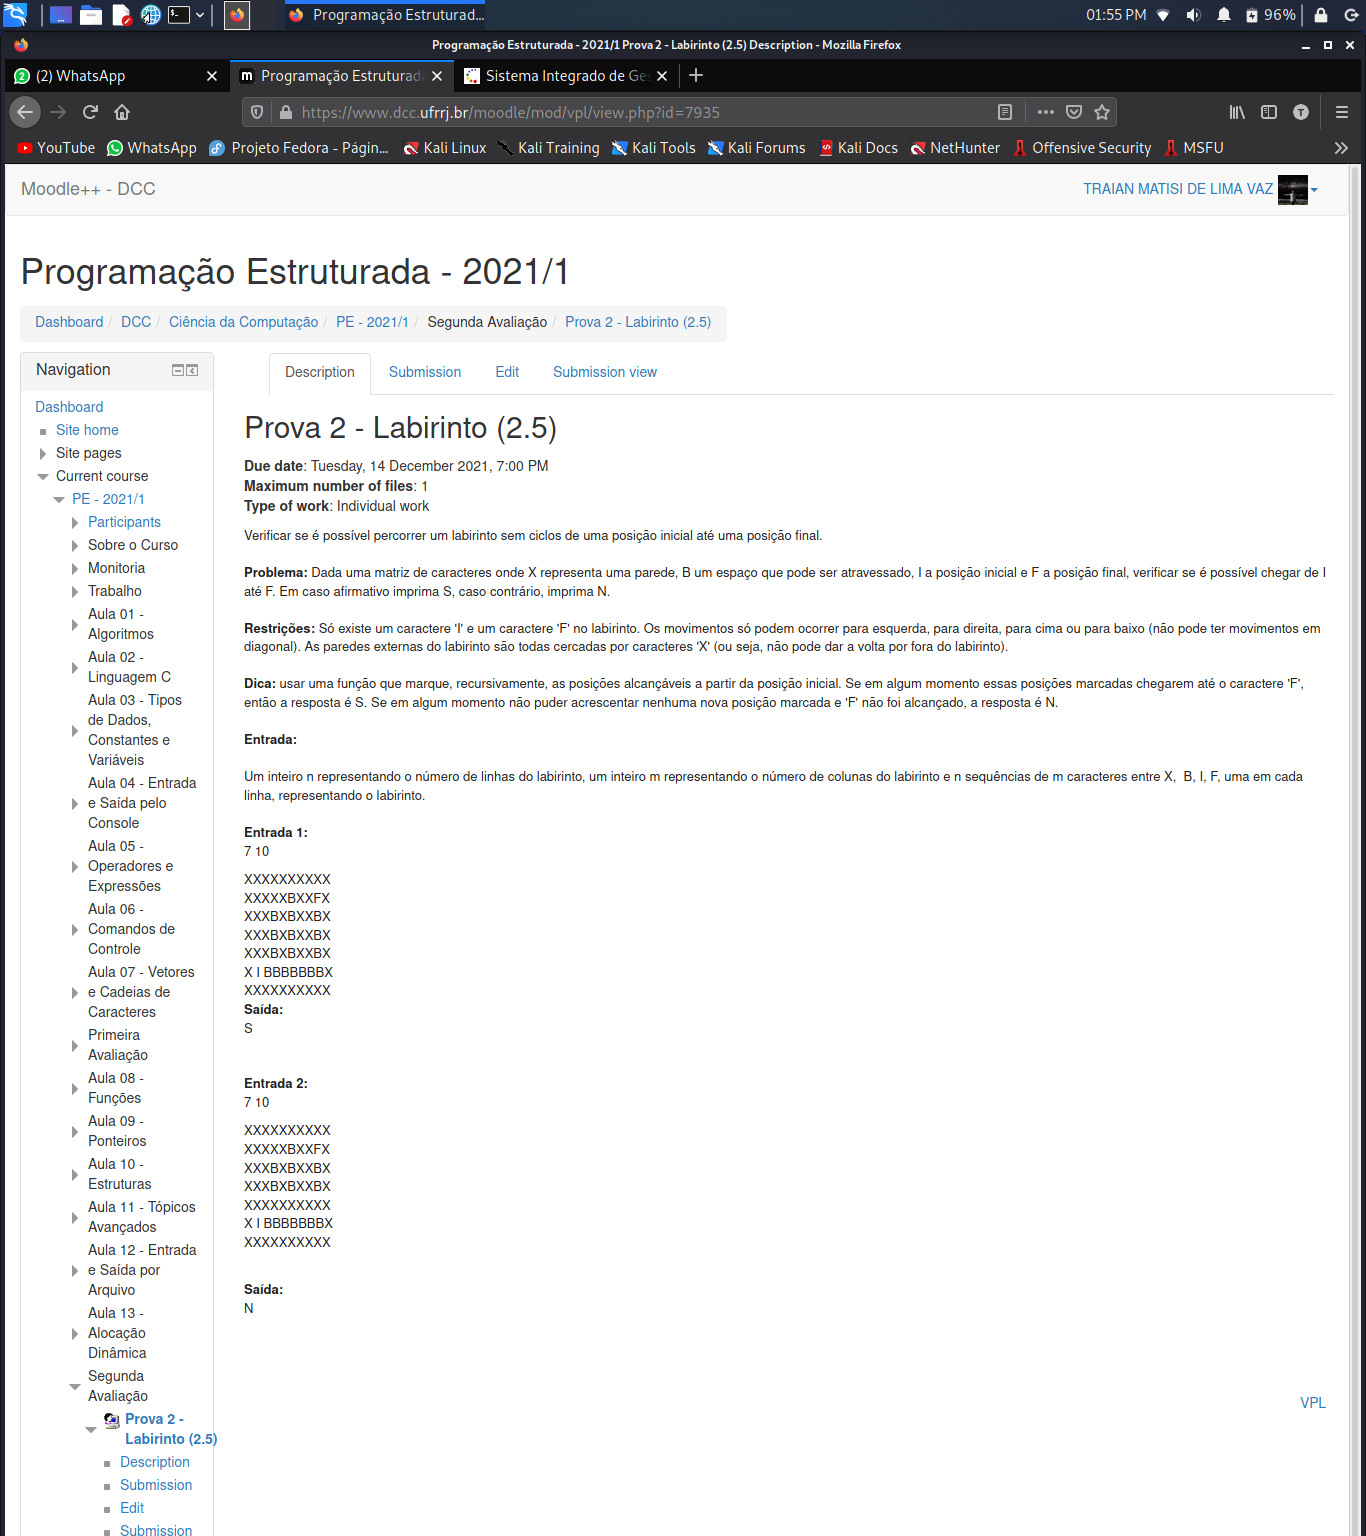 Programação Estruturad...
01:55 PM
96%
Programação Estruturada - 2021/1 Prova 2 - Labirinto (2.5) Description - Mozilla Firefox
(2) WhatsApp
Programação Estruturada
Sistema Integrado de Ges
https://www.dcc.ufrrj.br/moodle/mod/vpl/view.php?id=7935
T
YouTube
WhatsApp
Projeto Fedora - Págin...
Kali Linux
Kali Training
Kali Tools
Kali Forums
Kali Docs
NetHunter
Offensive Security
MSFU
Moodle++ - DCC
TRAIAN MATISI DE LIMA VAZ
Programação Estruturada - 2021/1
Dashboard / DCC / Ciência da Computação / PE - 2021/1 / Segunda Avaliação / Prova 2 - Labirinto (2.5)
Navigation
Dashboard
Site home
Site pages
Current course
PE - 2021/1
Participants
Sobre o Curso
Monitoria
Trabalho
Aula 01 -
Algoritmos
Aula 02 -
Linguagem C
Aula 03 - Tipos
de Dados,
Constantes e
Variáveis
Aula 04 - Entrada
e Saída pelo
Console
Aula 05 -
Operadores e
Expressões
Aula 06 -
Comandos de
Controle
Aula 07 - Vetores
e Cadeias de
Caracteres
Primeira
Avaliação
Aula 08 -
Funções
Aula 09 -
Ponteiros
Aula 10 -
Estruturas
Aula 11 - Tópicos
Avançados
Aula 12 - Entrada
e Saída por
Arquivo
Aula 13 -
Alocação
Dinâmica
Segunda
Avaliação
Prova 2 -
Labirinto (2.5)
Description
Submission
Edit
Submission
Description
Submission
Edit
Submission view
Prova 2 - Labirinto (2.5)
Due date: Tuesday, 14 December 2021, 7:00 PM
Maximum number of files: 1
Type of work: Individual work
Verificar se é possível percorrer um labirinto sem ciclos de uma posição inicial até uma posição final.
Problema: Dada uma matriz de caracteres onde X representa uma parede, B um espaço que pode ser atravessado, I a posição inicial e F a posição final, verificar se é possível chegar de I
até F. Em caso afirmativo imprima S, caso contrário, imprima N.
Restrições: Só existe um caractere 'I' e um caractere 'F' no labirinto. Os movimentos só podem ocorrer para esquerda, para direita, para cima ou para baixo (não pode ter movimentos em
diagonal). As paredes externas do labirinto são todas cercadas por caracteres 'X' (ou seja, não pode dar a volta por fora do labirinto).
Dica: usar uma função que marque, recursivamente, as posições alcançáveis a partir da posição inicial. Se em algum momento essas posições marcadas chegarem até o caractere 'F',
então a resposta é S. Se em algum momento não puder acrescentar nenhuma nova posição marcada e 'F' não foi alcançado, a resposta é N.
Entrada:
Um inteiro n representando o número de linhas do labirinto, um inteiro m representando o número de colunas do labirinto e n sequências de m caracteres entre X,  B, I, F, uma em cada
linha, representando o labirinto.
Entrada 1:
7 10
XXXXXXXXXX
XXXXXBXXFX
XXXBXBXXBX
XXXBXBXXBX
XXXBXBXXBX
X I BBBBBBBX
XXXXXXXXXX
Saída:
S
Entrada 2:
7 10
XXXXXXXXXX
XXXXXBXXFX
XXXBXBXXBX
XXXBXBXXBX
XXXXXXXXXX
X I BBBBBBBX
XXXXXXXXXX
Saída:
N
VPL